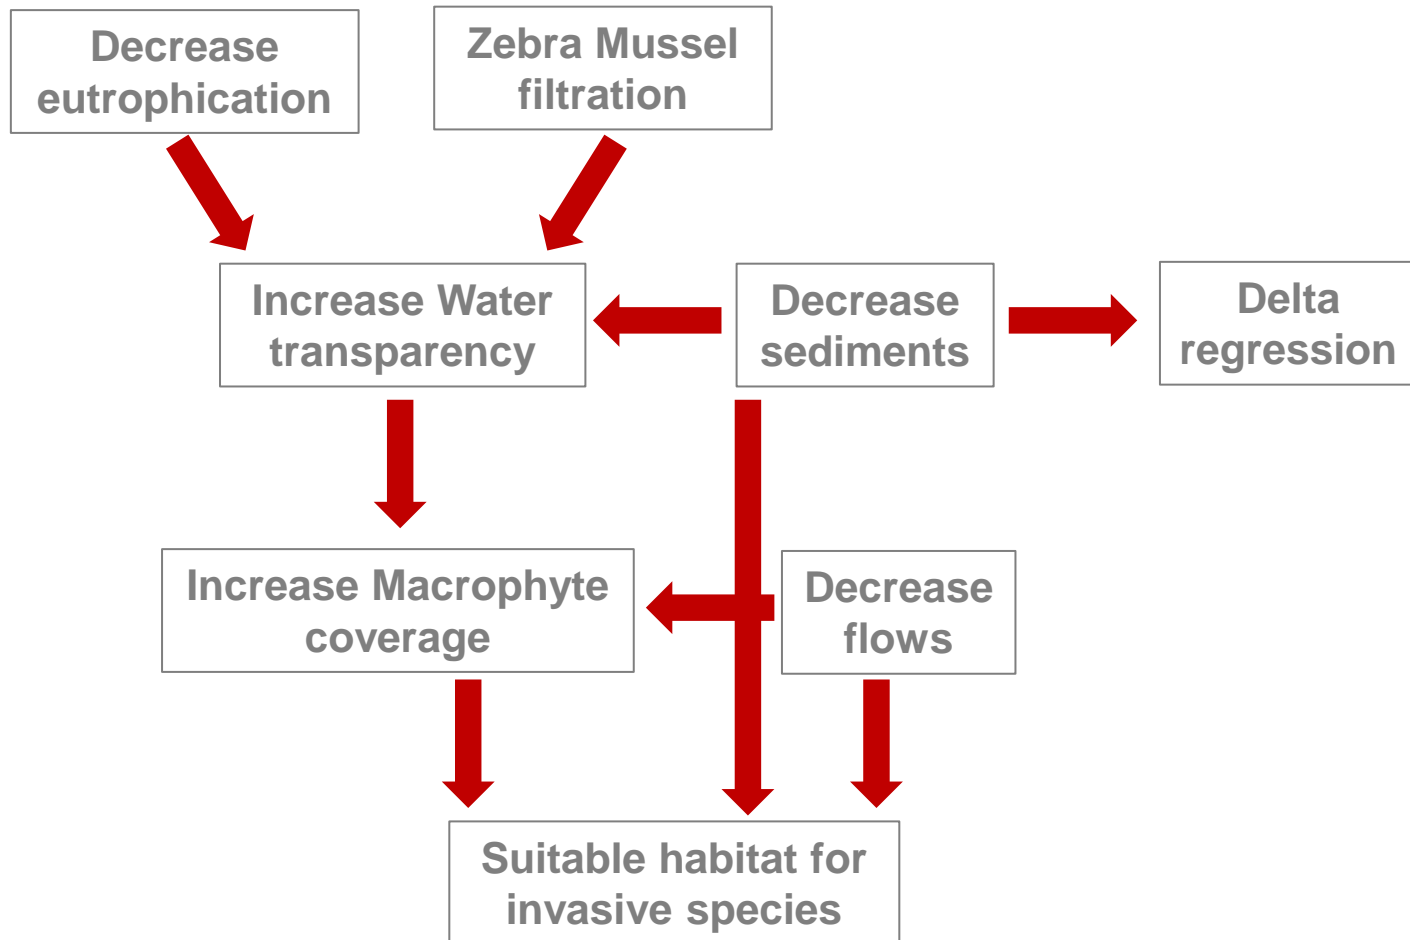 Decrease
eutrophication
Zebra Mussel
filtration
Increase Water
transparency
Decrease
sediments
Delta
regression
Increase Macrophyte
coverage
Decrease
flows
Suitable habitat for
invasive species